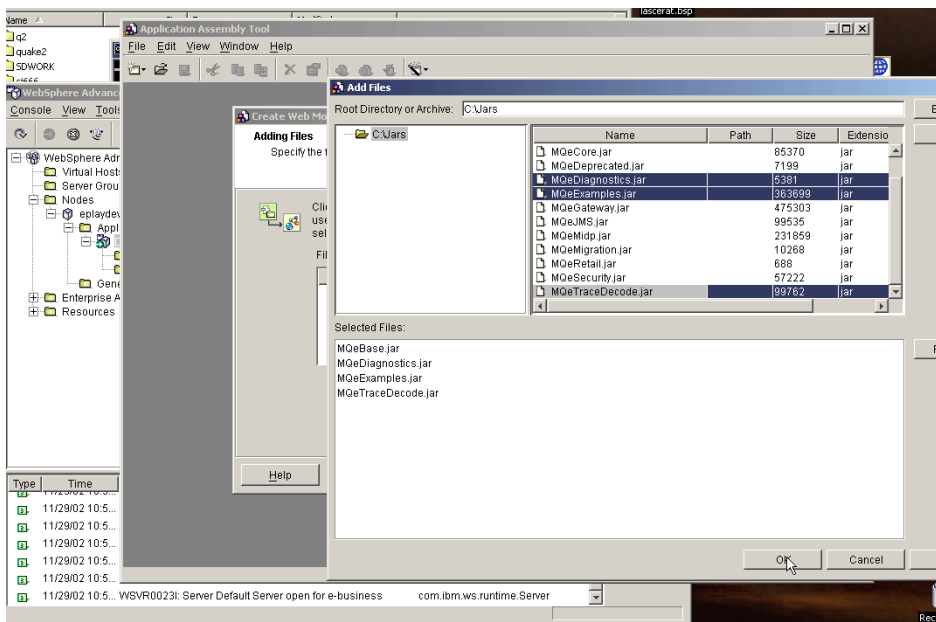 lascerat.bsp
Name
q2
quake2
SDWORK
Application Assembly Tool
File Edit View Window Help
WebSphere Advanc
Console View Tools
WebSphere Adr
Virtual Host
Server Grou
Nodes
eplaydev
Appl
Gene
Enterprise A
Resources
Create Web Mo
Adding Files
Specify the f
Clic
use
sel
Fil
Help
Add Files
Root Directory or Archive: C:\Jars
C:\Jars
Name Path Size Extensio
MQeCore.jar 85370 jar
MQeDeprecated.jar 7199 jar
MQeDiagnostics.jar 5381 jar
MQeExamples.jar 363699 jar
MQeGateway.jar 475303 jar
MQeJMS.jar 99535 jar
MQeMidp.jar 231859 jar
MQeMigration.jar 10268 jar
MQeRetail.jar 688 jar
MQeSecurity.jar 57222 jar
MQeTraceDecode.jar 99762 jar
Selected Files:
MQeBase.jar
MQeDiagnostics.jar
MQeExamples.jar
MQeTraceDecode.jar
OK Cancel
Type Time
11/29/02 10:5...
11/29/02 10:5...
11/29/02 10:5...
11/29/02 10:5...
11/29/02 10:5...
11/29/02 10:5... WSVR0023I: Server Default Server open for e-business com.ibm.ws.runtime.Server
Rec